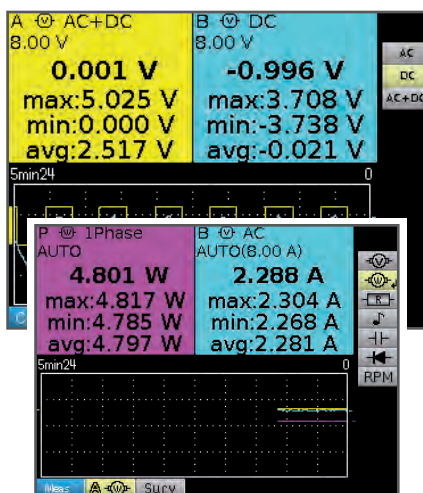 A V AC+DC
8.00 V
0.001 V
max:5.025 V
min:0.000 V
avg:2.517 V
B V DC
8.00 V
-0.996 V
max:3.708 V
min:-3.738 V
avg:-0.021 V
AC
DC
AC+DC
5min24 0
P W 1Phase
AUTO
4.801 W
max:4.817 W
min:4.785 W
avg:4.797 W
B V AC
AUTO(8.00 A)
2.288 A
max:2.304 A
min:2.268 A
avg:2.281 A
V
W
R
RPM
5min24 0
Meas A W Surv